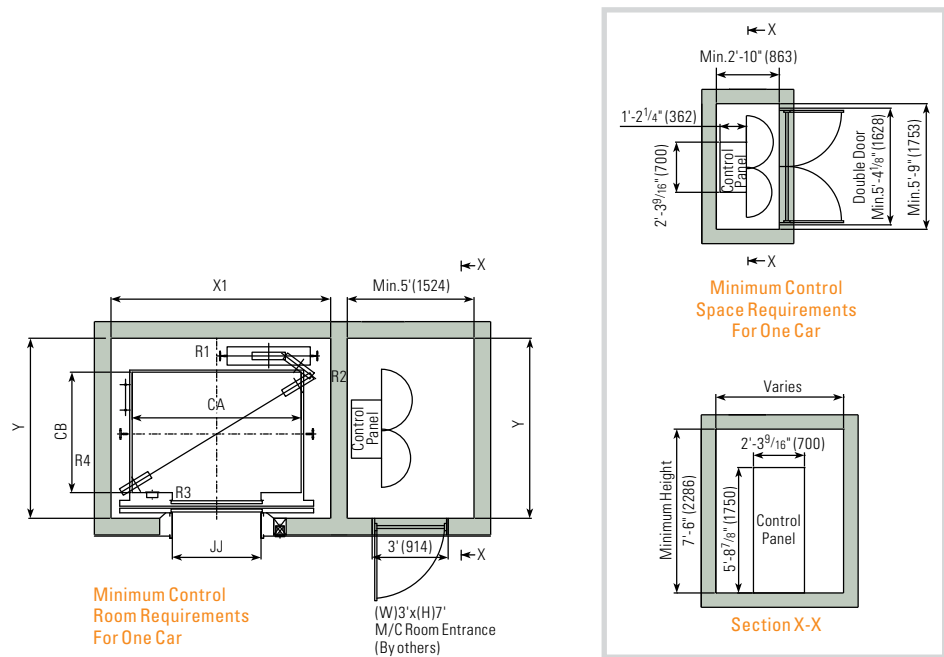 X1
Min.5'(1524)
X
R1
R2
CA
CB
Y
R4
R3
Control
Panel
Y
JJ
3'(914)
X
Minimum Control
Room Requirements
For One Car
(W)3'x(H)7'
M/C Room Entrance
(By others)
X
Min.2'-10"(863)
1'-2 1/4"(362)
2'-3 9/16"(700)
Control
Panel
Double Door
Min.5'-4 1/8"(1628)
Min.5'-9"(1753)
X
Minimum Control
Space Requirements
For One Car
Varies
2'-3 9/16"(700)
Minimum Height
7'-6"(2286)
5'-8 7/8"(1750)
Control
Panel
Section X-X